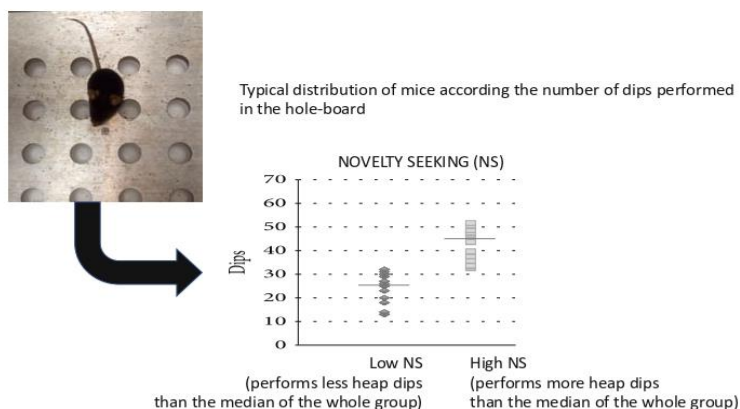 Typical distribution of mice according the number of dips performed
in the hole-board
NOVELTY SEEKING (NS)
70
60
50
40
30
20
10
0
Dips
Low NS
(performs less heap dips
than the median of the whole group)
High NS
(performs more heap dips
than the median of the whole group)